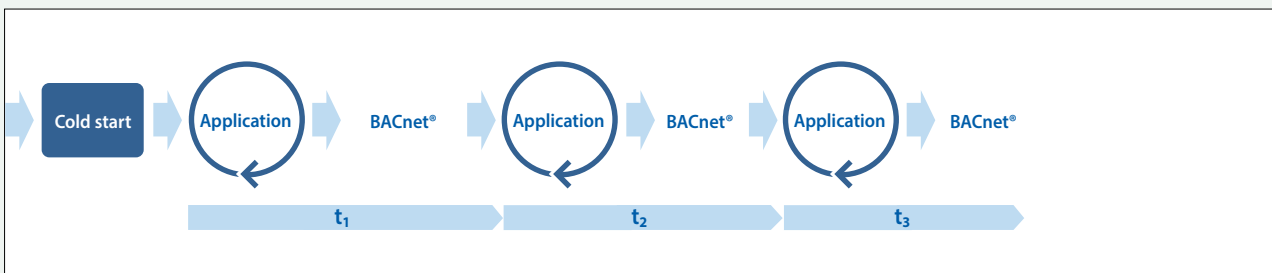 Cold start
Application
BACnet®
Application
BACnet®
Application
BACnet®
t₁
t₂
t₃